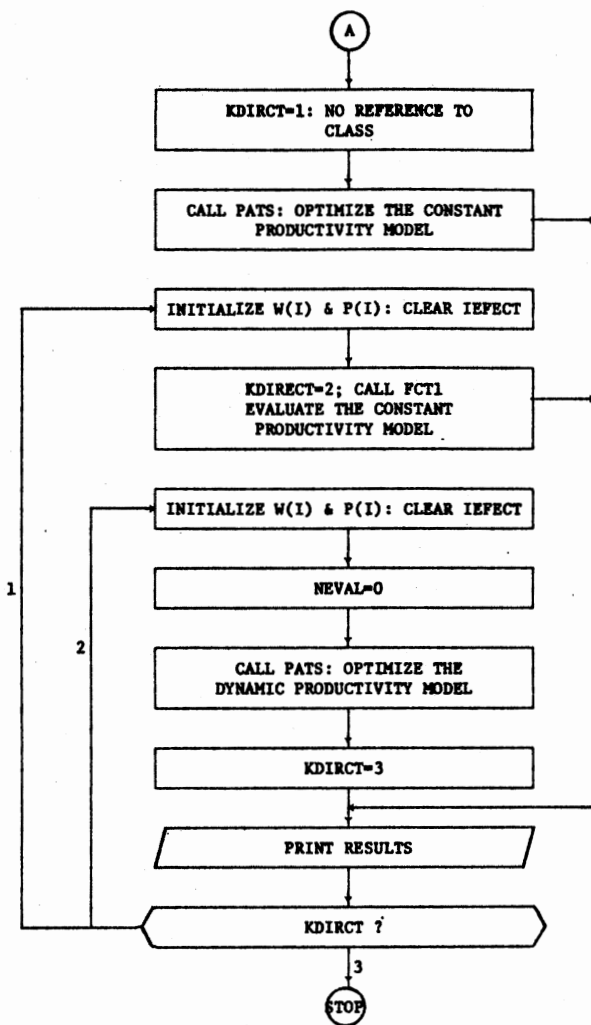 A
KDIRCT=1: NO REFERENCE TO
CLASS
CALL PATS: OPTIMIZE THE CONSTANT
PRODUCTIVITY MODEL
INITIALIZE W(I) & P(I): CLEAR IEFECT
KDIRECT=2; CALL FCT1
EVALUATE THE CONSTANT
PRODUCTIVITY MODEL
INITIALIZE W(I) & P(I): CLEAR IEFECT
1
NEVAL=0
2
CALL PATS: OPTIMIZE THE
DYNAMIC PRODUCTIVITY MODEL
KDIRCT=3
PRINT RESULTS
KDIRCT ?
3
STOP